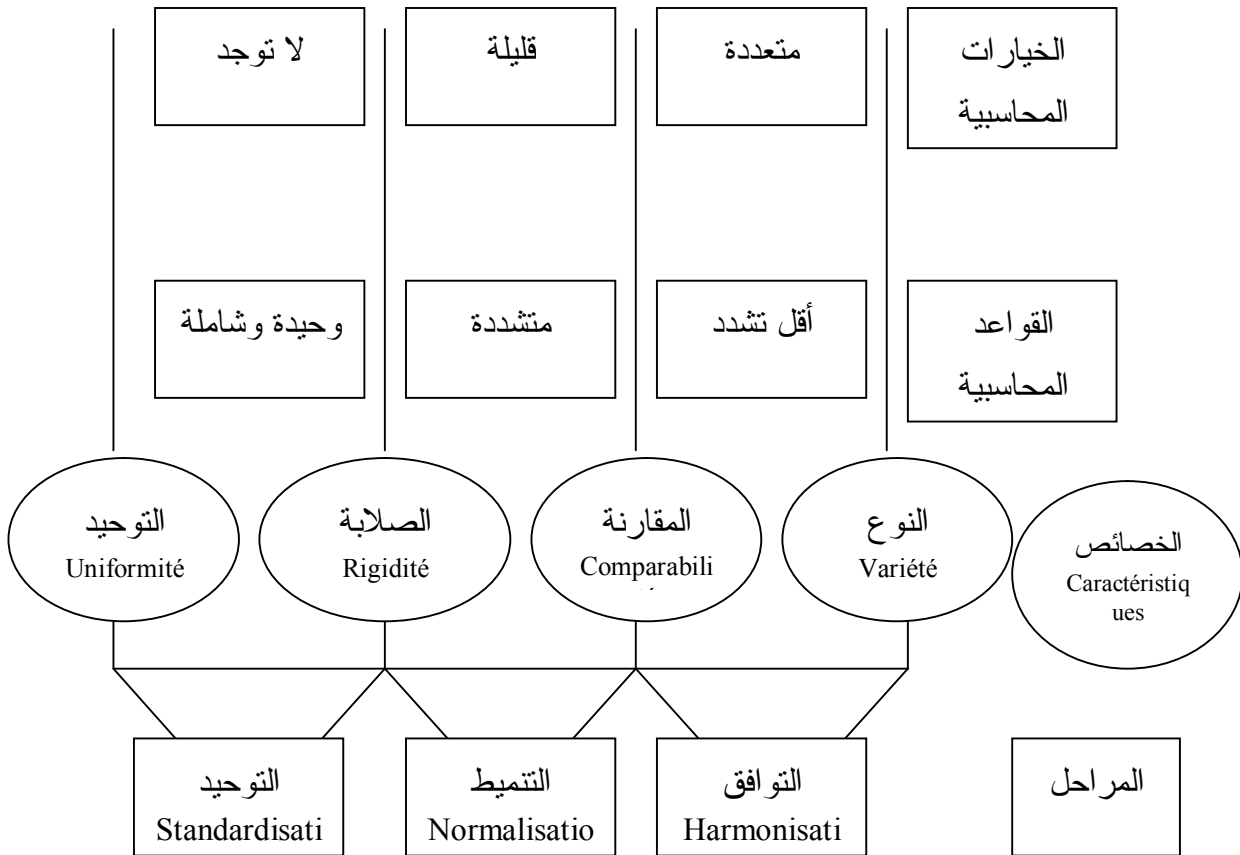 الخيارات
المحاسبية
متعددة
قليلة
لا توجد
القواعد
المحاسبية
أقل تشدد
متشددة
وحيدة وشاملة
الخصائص
Caractéristiq
ues
النوع
Variété
المقارنة
Comparabili
الصلابة
Rigidité
التوحيد
Uniformité
المراحل
التوافق
Harmonisati
التنميط
Normalisatio
التوحيد
Standardisati